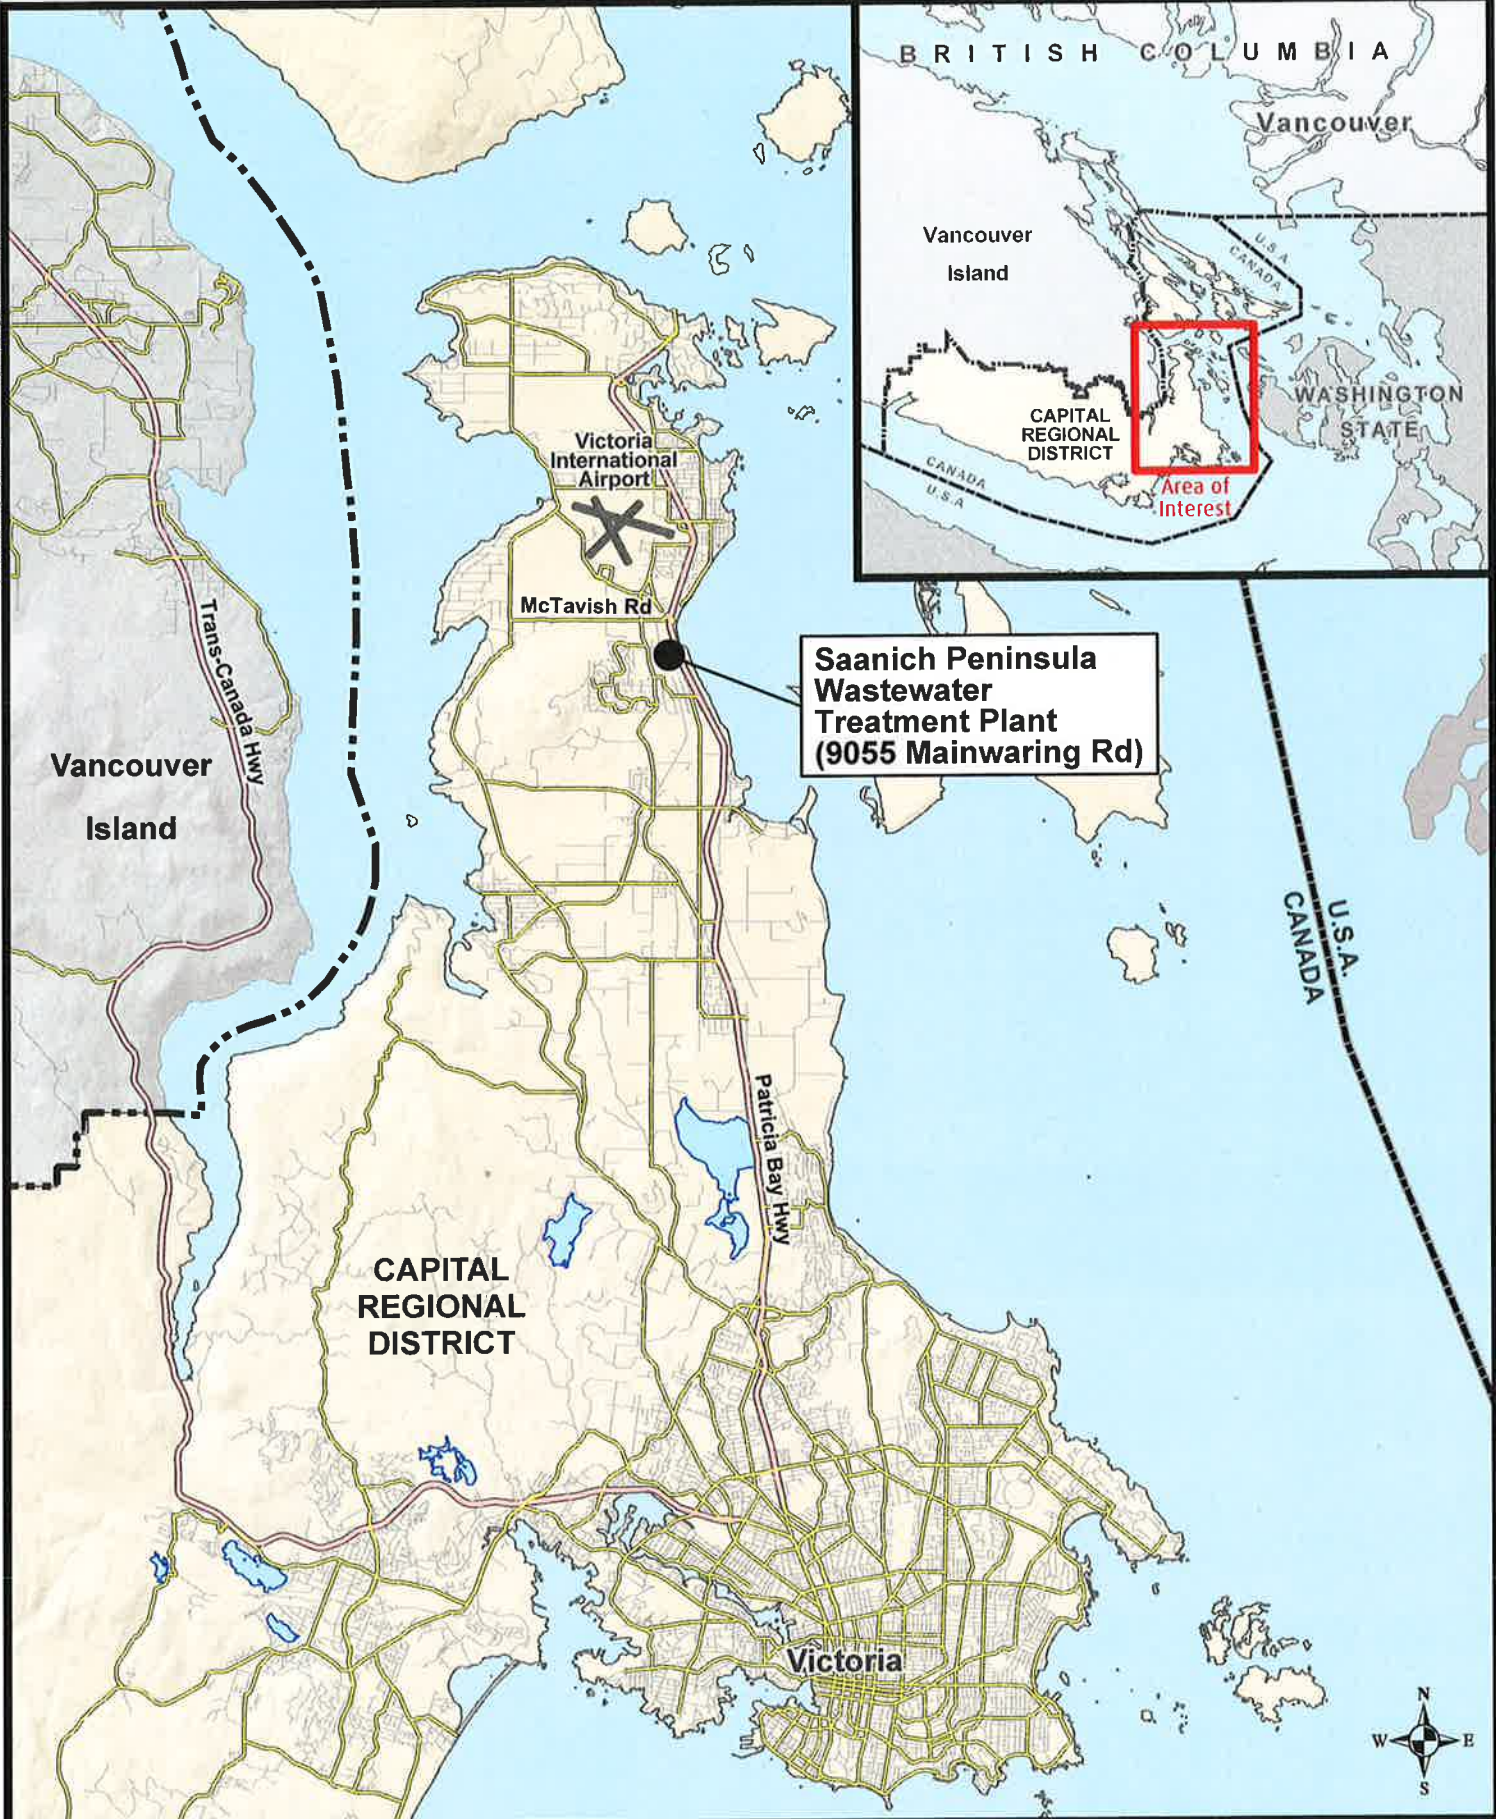 BRITISH COLUMBIA
Vancouver
Vancouver
Island
U.S.A
CANADA
WASHINGTON
STATE
CAPITAL
REGIONAL
DISTRICT
CANADA
U.S.A
Area of
Interest
Victoria
International
Airport
McTavish Rd
Trans-Canada Hwy
Saanich Peninsula
Wastewater
Treatment Plant
(9055 Mainwaring Rd)
Vancouver
Island
U.S.A.
CANADA
Patricia Bay Hwy
CAPITAL
REGIONAL
DISTRICT
Victoria
N
W E
S